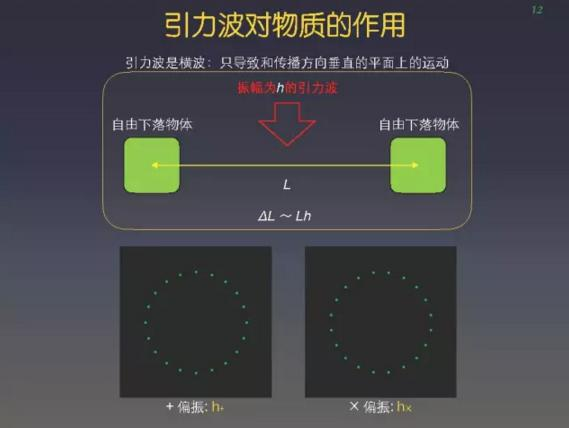 12
引力波对物质的作用
引力波是横波：只导致和传播方向垂直的平面上的运动
振幅为h的引力波
自由下落物体 自由下落物体
L
ΔL ～ Lh
+ 偏振: h₊ × 偏振: hₓ